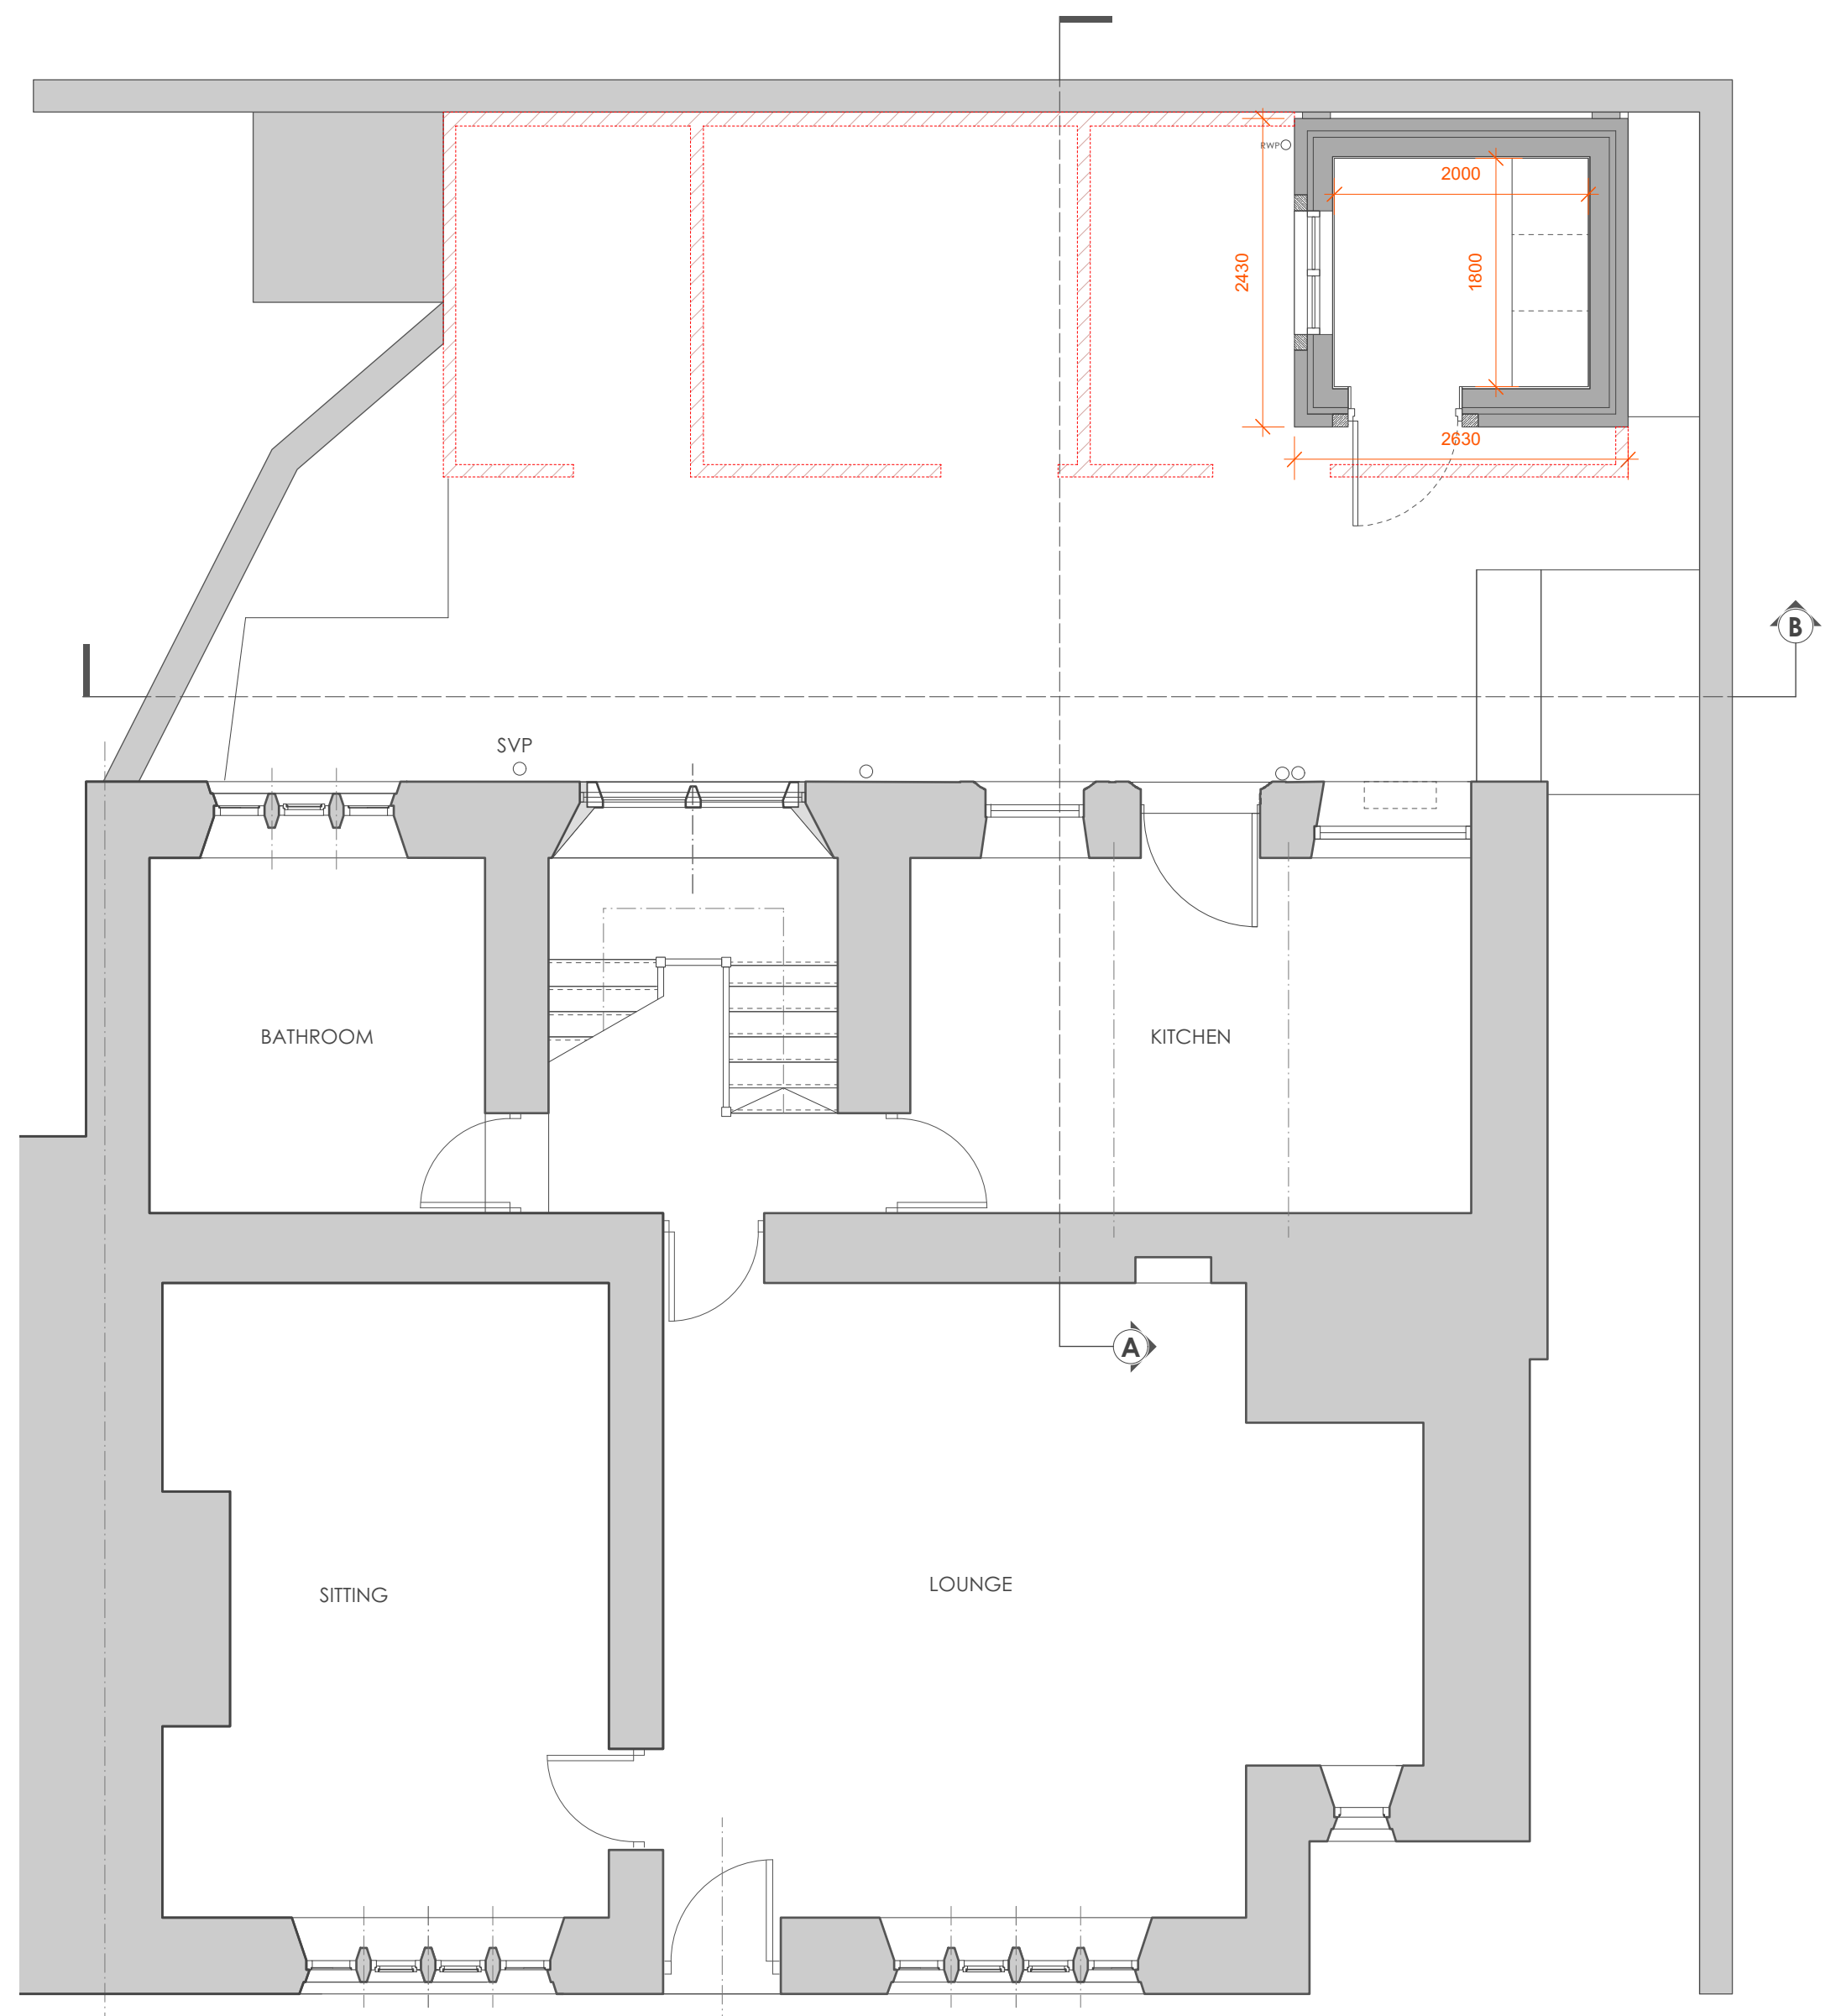 RWP
2000
2430
1800
2630
B
SVP
BATHROOM
KITCHEN
A
SITTING
LOUNGE